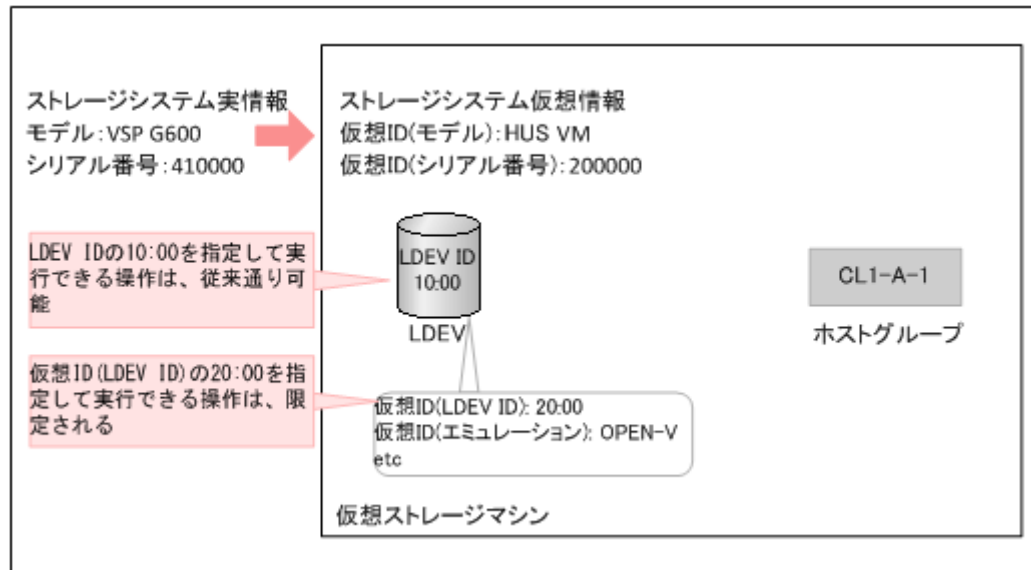 ストレージシステム実情報
モデル:VSP G600
シリアル番号:410000
ストレージシステム仮想情報
仮想ID(モデル):HUS VM
仮想ID(シリアル番号):200000
LDEV IDの10:00を指定して実
行できる操作は、従来通り可
能
LDEV ID
10:00
LDEV
CL1-A-1
ホストグループ
仮想ID(LDEV ID)の20:00を指
定して実行できる操作は、限
定される
仮想ID(LDEV ID): 20:00
仮想ID(エミュレーション): OPEN-V
etc
仮想ストレージマシン